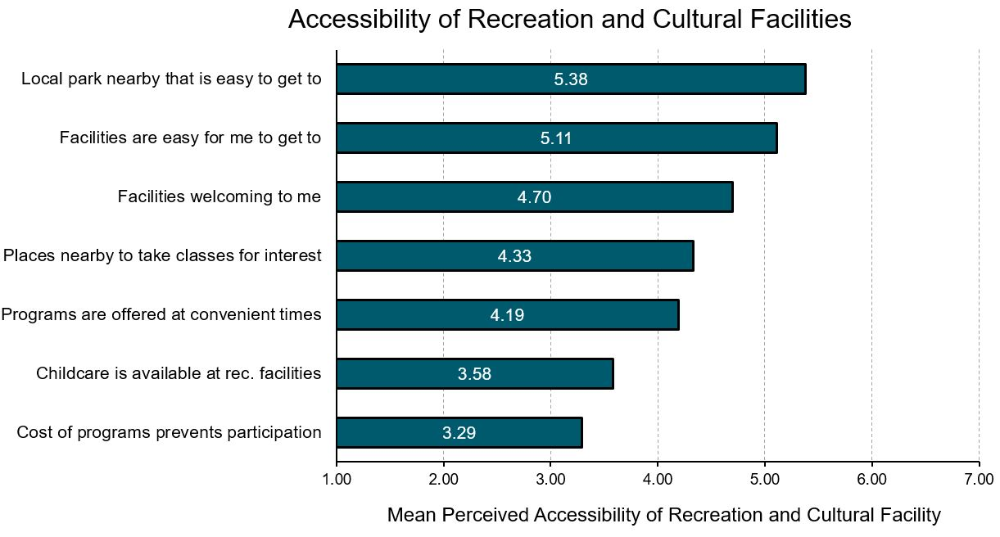 Accessibility of Recreation and Cultural Facilities
Local park nearby that is easy to get to
5.38
Facilities are easy for me to get to
5.11
Facilities welcoming to me
4.70
Places nearby to take classes for interest
4.33
Programs are offered at convenient times
4.19
Childcare is available at rec. facilities
3.58
Cost of programs prevents participation
3.29
1.00 2.00 3.00 4.00 5.00 6.00 7.00
Mean Perceived Accessibility of Recreation and Cultural Facility